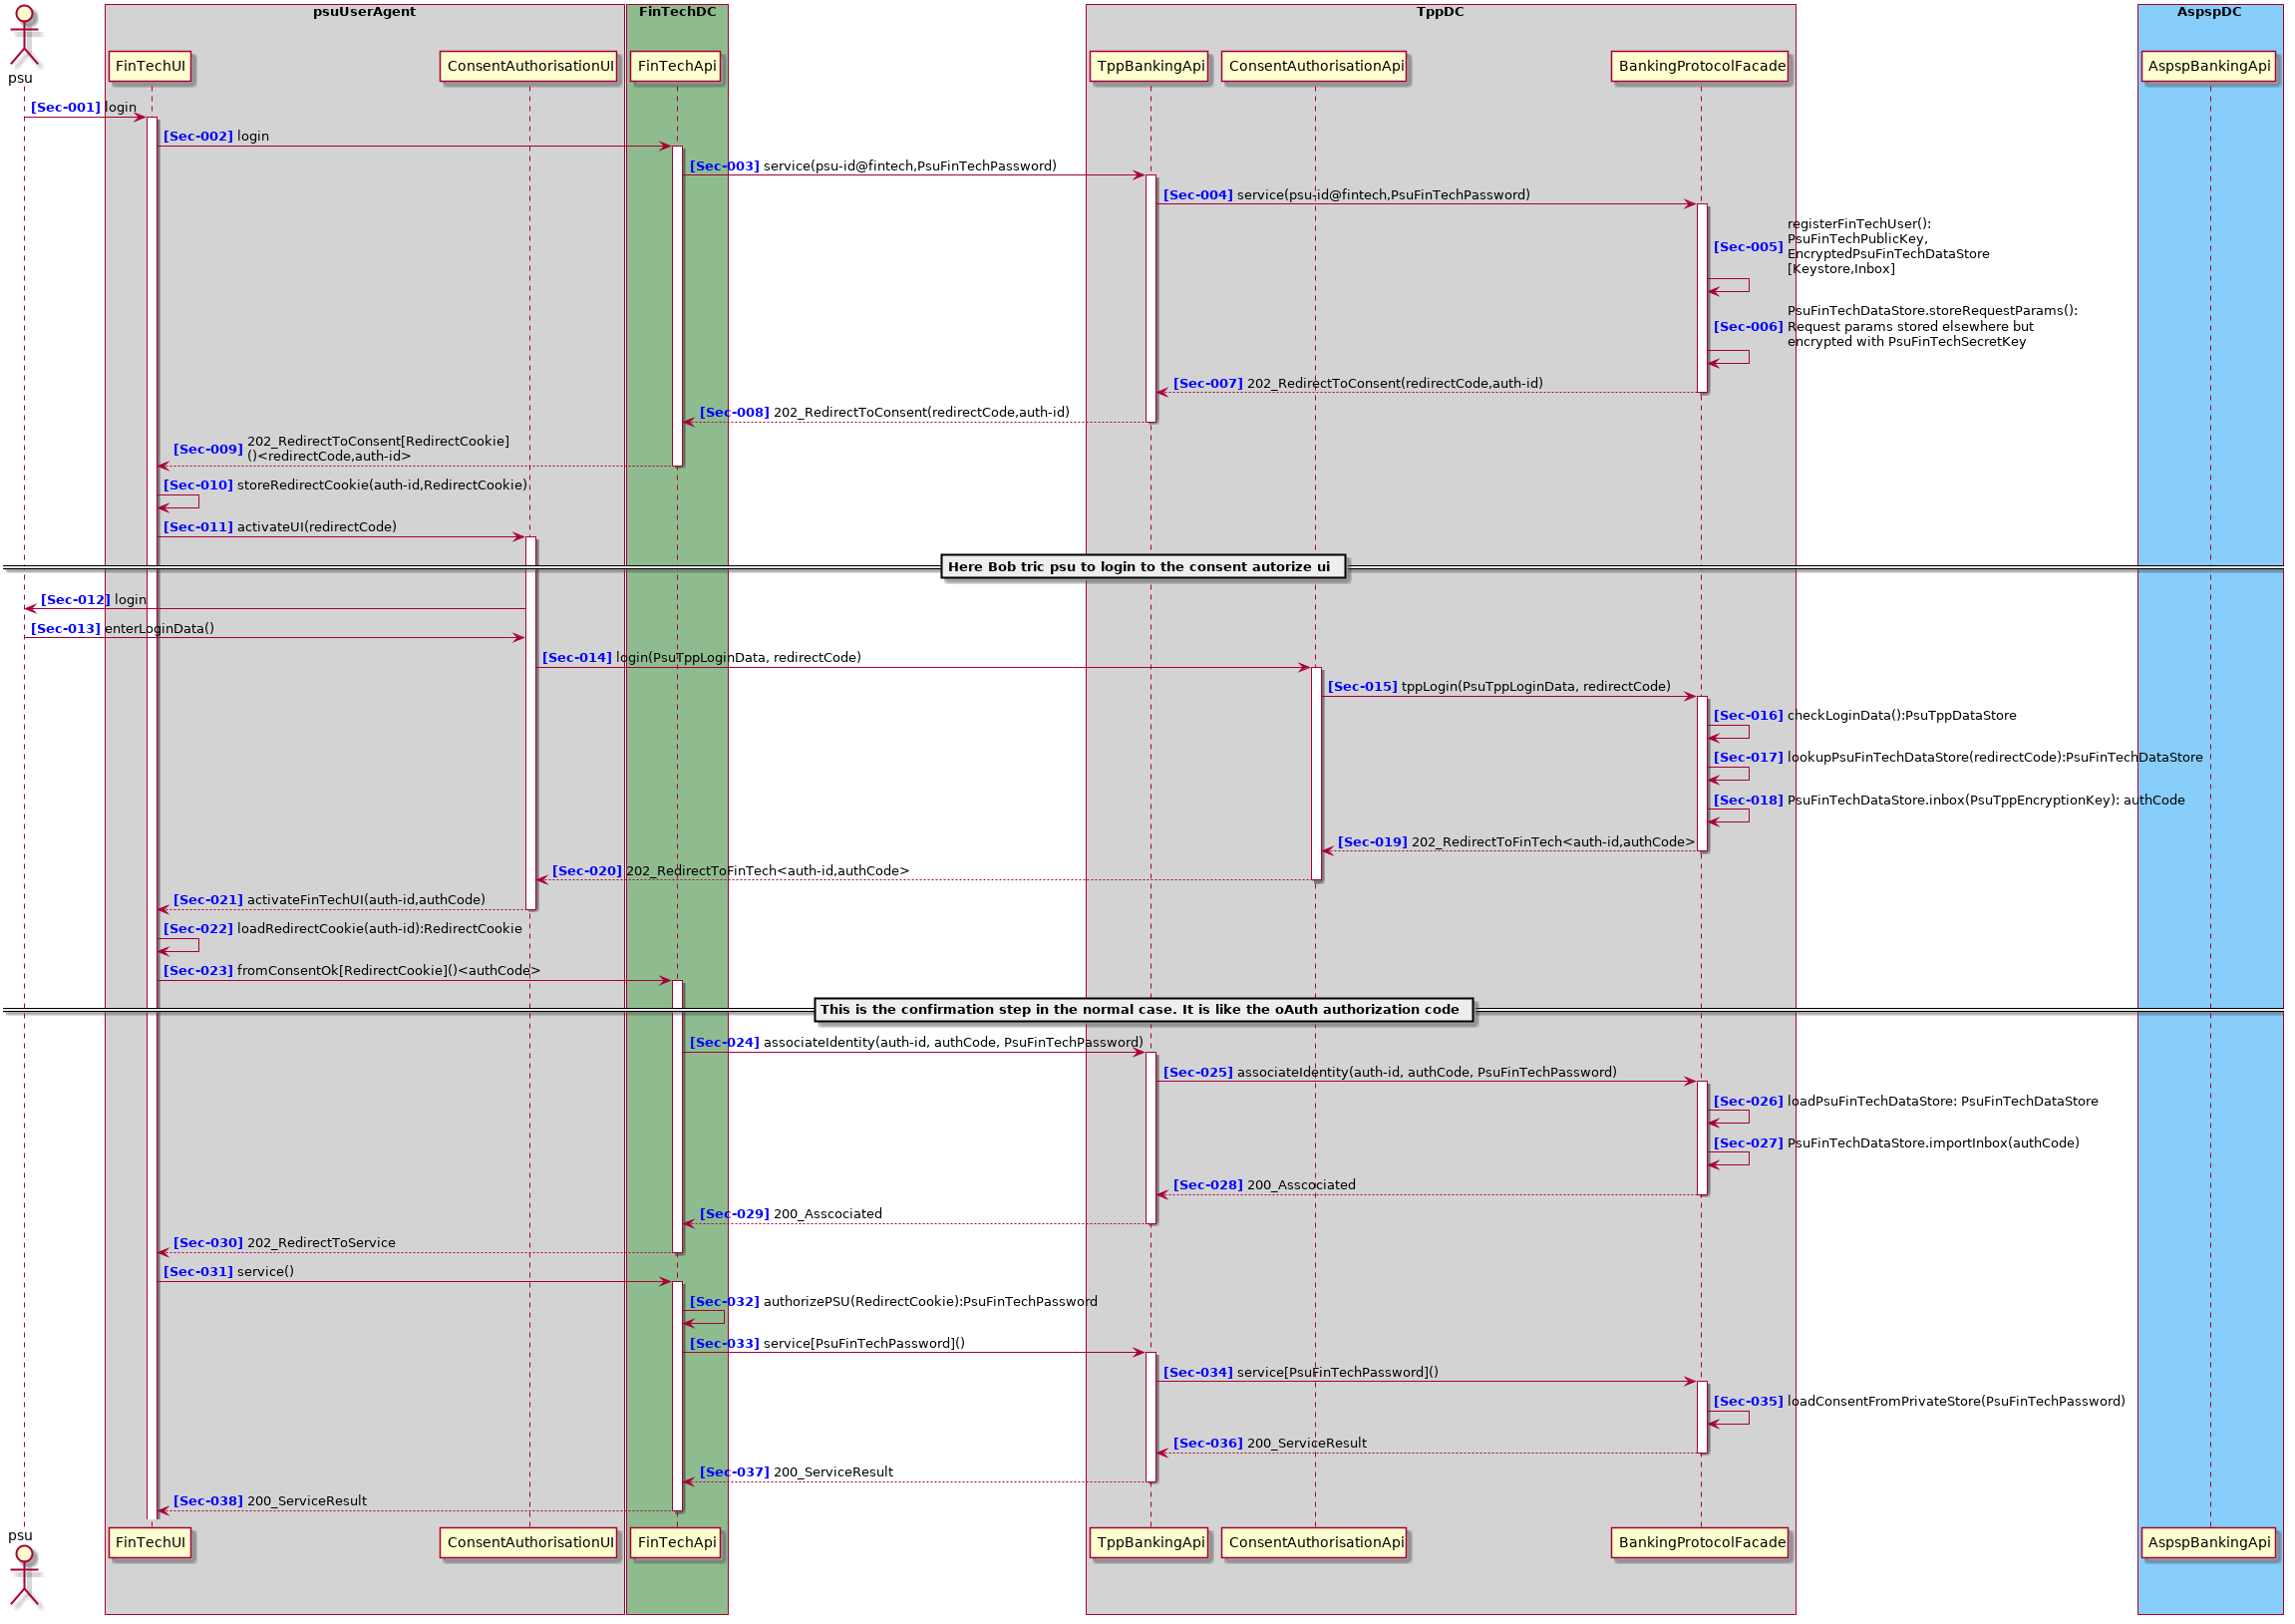 psuUserAgent
FinTechDC
TppDC
AspspDC
psu
FinTechUI
ConsentAuthorisationUI
FinTechApi
TppBankingApi
ConsentAuthorisationApi
BankingProtocolFacade
AspspBankingApi
[Sec-001] login
[Sec-002] login
[Sec-003] service(psu-id@fintech,PsuFinTechPassword)
[Sec-004] service(psu-id@fintech,PsuFinTechPassword)
[Sec-005] registerFinTechUser():
PsuFinTechPublicKey,
EncryptedPsuFinTechDataStore
[Keystore,Inbox]
[Sec-006] PsuFinTechDataStore.storeRequestParams():
Request params stored elsewhere but
encrypted with PsuFinTechSecretKey
[Sec-007] 202_RedirectToConsent(redirectCode,auth-id)
[Sec-008] 202_RedirectToConsent(redirectCode,auth-id)
[Sec-009] 202_RedirectToConsent[RedirectCookie]
()<redirectCode,auth-id>
[Sec-010] storeRedirectCookie(auth-id,RedirectCookie)
[Sec-011] activateUI(redirectCode)
Here Bob tric psu to login to the consent autorize ui
[Sec-012] login
[Sec-013] enterLoginData()
[Sec-014] login(PsuTppLoginData, redirectCode)
[Sec-015] tppLogin(PsuTppLoginData, redirectCode)
[Sec-016] checkLoginData():PsuTppDataStore
[Sec-017] lookupPsuFinTechDataStore(redirectCode):PsuFinTechDataStore
[Sec-018] PsuFinTechDataStore.inbox(PsuTppEncryptionKey): authCode
[Sec-019] 202_RedirectToFinTech<auth-id,authCode>
[Sec-020] 202_RedirectToFinTech<auth-id,authCode>
[Sec-021] activateFinTechUI(auth-id,authCode)
[Sec-022] loadRedirectCookie(auth-id):RedirectCookie
[Sec-023] fromConsentOk[RedirectCookie]()<authCode>
This is the confirmation step in the normal case. It is like the oAuth authorization code
[Sec-024] associateIdentity(auth-id, authCode, PsuFinTechPassword)
[Sec-025] associateIdentity(auth-id, authCode, PsuFinTechPassword)
[Sec-026] loadPsuFinTechDataStore: PsuFinTechDataStore
[Sec-027] PsuFinTechDataStore.importInbox(authCode)
[Sec-028] 200_Asscociated
[Sec-029] 200_Asscociated
[Sec-030] 202_RedirectToService
[Sec-031] service()
[Sec-032] authorizePSU(RedirectCookie):PsuFinTechPassword
[Sec-033] service[PsuFinTechPassword]()
[Sec-034] service[PsuFinTechPassword]()
[Sec-035] loadConsentFromPrivateStore(PsuFinTechPassword)
[Sec-036] 200_ServiceResult
[Sec-037] 200_ServiceResult
[Sec-038] 200_ServiceResult
psu
FinTechUI
ConsentAuthorisationUI
FinTechApi
TppBankingApi
ConsentAuthorisationApi
BankingProtocolFacade
AspspBankingApi